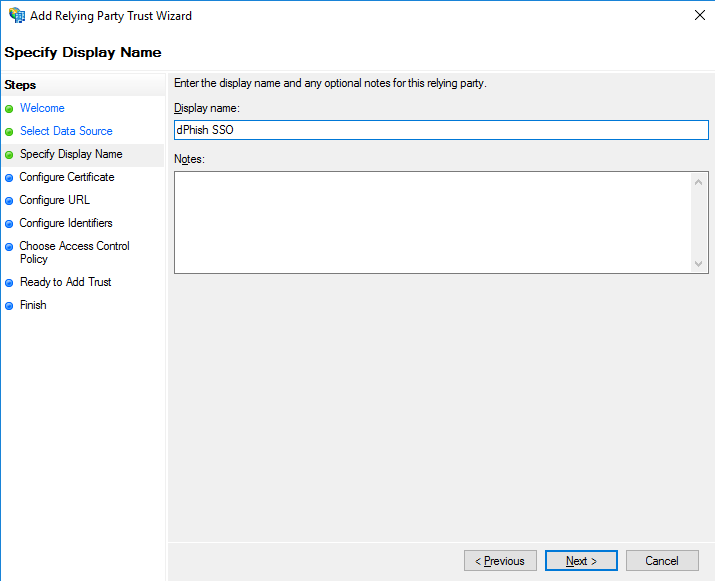 Add Relying Party Trust Wizard
Specify Display Name
Steps
Welcome
Select Data Source
Specify Display Name
Configure Certificate
Configure URL
Configure Identifiers
Choose Access Control
Policy
Ready to Add Trust
Finish
Enter the display name and any optional notes for this relying party.
Display name:
dPhish SSO
Notes:
< Previous
Next >
Cancel